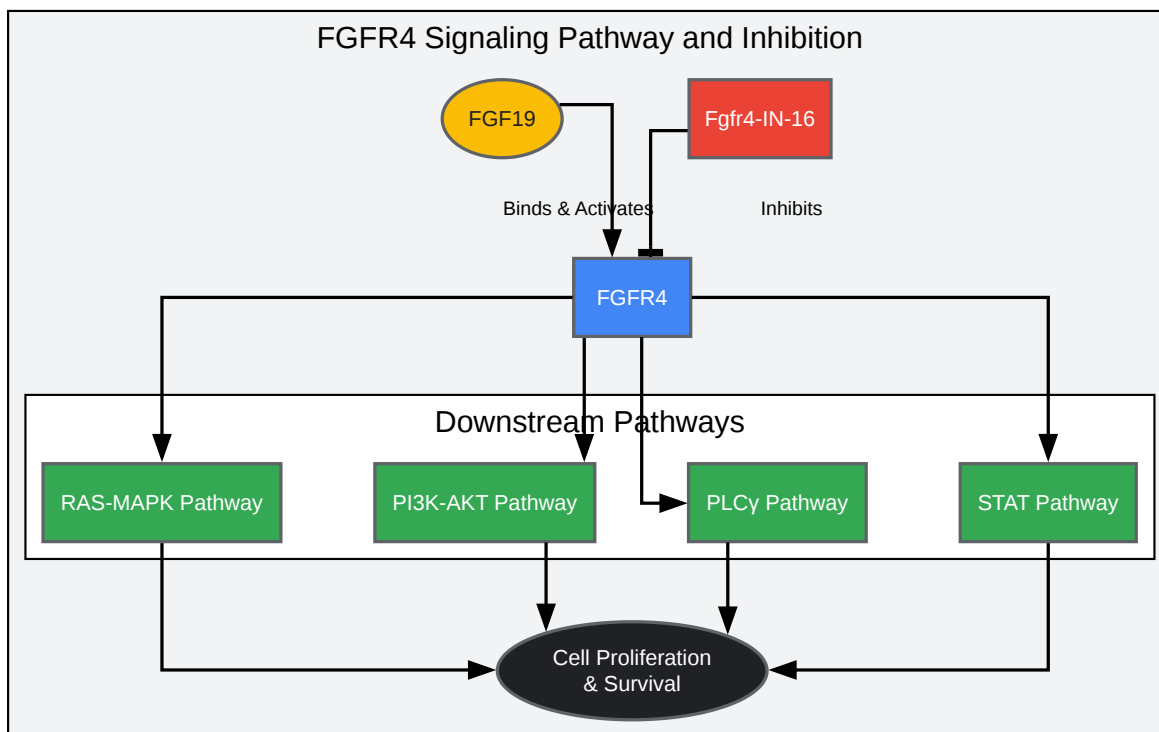 FGFR4 Signaling Pathway and Inhibition
FGF19
Fgfr4-IN-16
Binds & Activates
Inhibits
FGFR4
Downstream Pathways
RAS-MAPK Pathway
PI3K-AKT Pathway
PLCγ Pathway
STAT Pathway
Cell Proliferation
& Survival